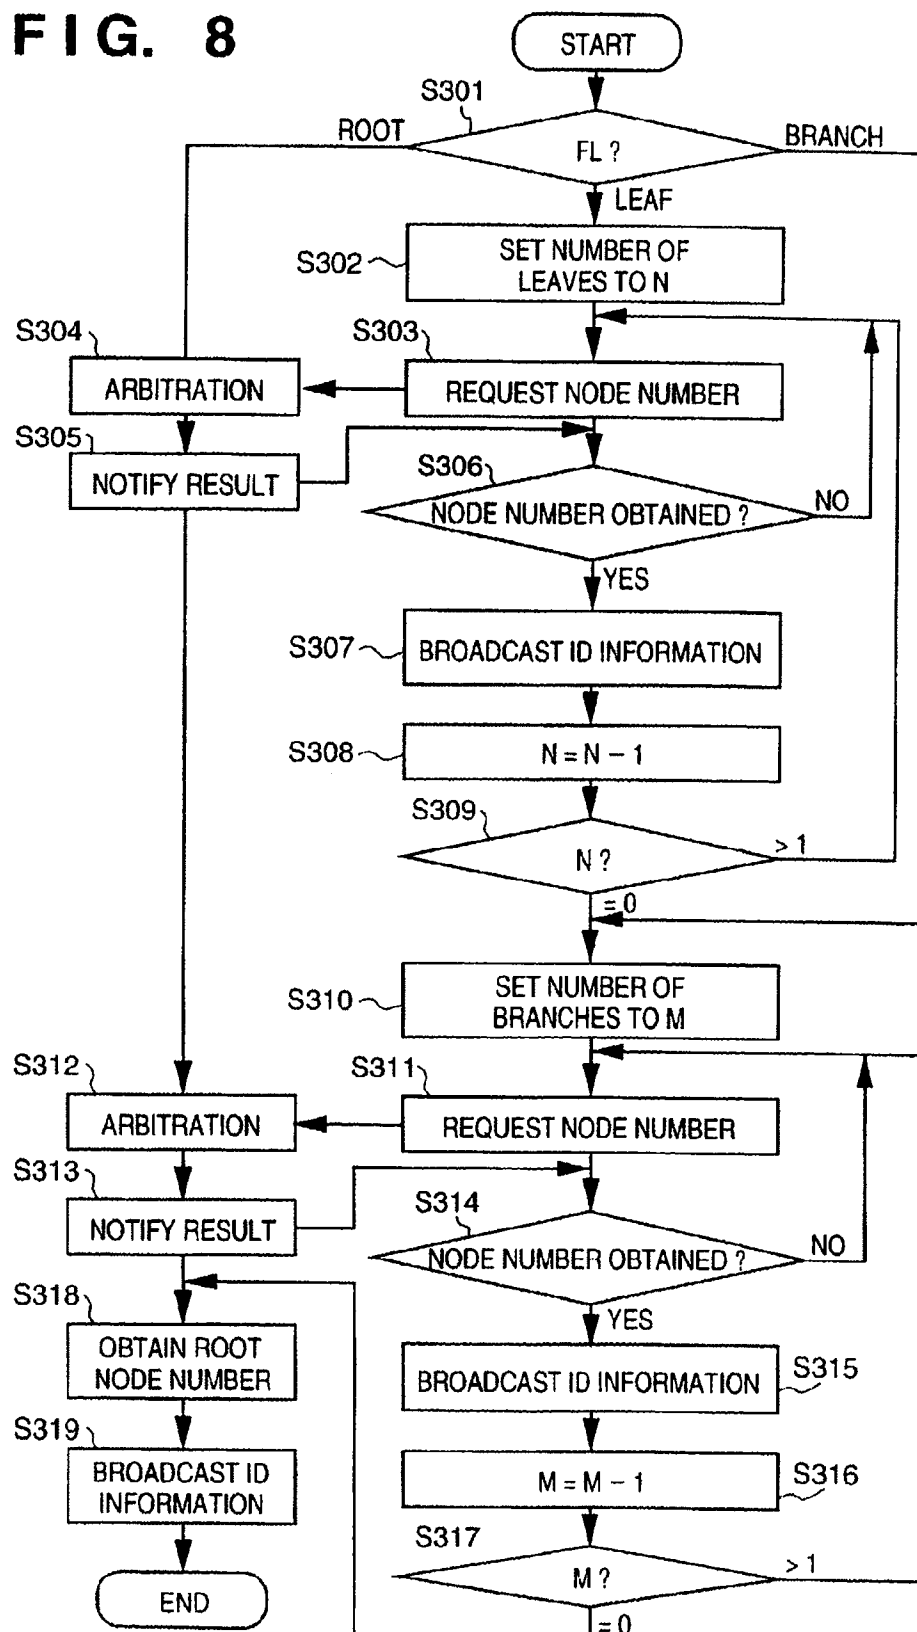 FIG. 8
START
S301
ROOT
FL ?
BRANCH
LEAF
S302
SET NUMBER OF
LEAVES TO N
S304
S303
ARBITRATION
REQUEST NODE NUMBER
S305
NOTIFY RESULT
S306
NODE NUMBER OBTAINED ?
NO
YES
S307
BROADCAST ID INFORMATION
S308
N = N – 1
S309
N ?
> 1
= 0
S310
SET NUMBER OF
BRANCHES TO M
S312
S311
ARBITRATION
REQUEST NODE NUMBER
S313
NOTIFY RESULT
S314
NODE NUMBER OBTAINED ?
NO
S318
YES
OBTAIN ROOT
NODE NUMBER
BROADCAST ID INFORMATION
S315
S319
BROADCAST ID
INFORMATION
M = M – 1
S316
S317
M ?
> 1
END
= 0